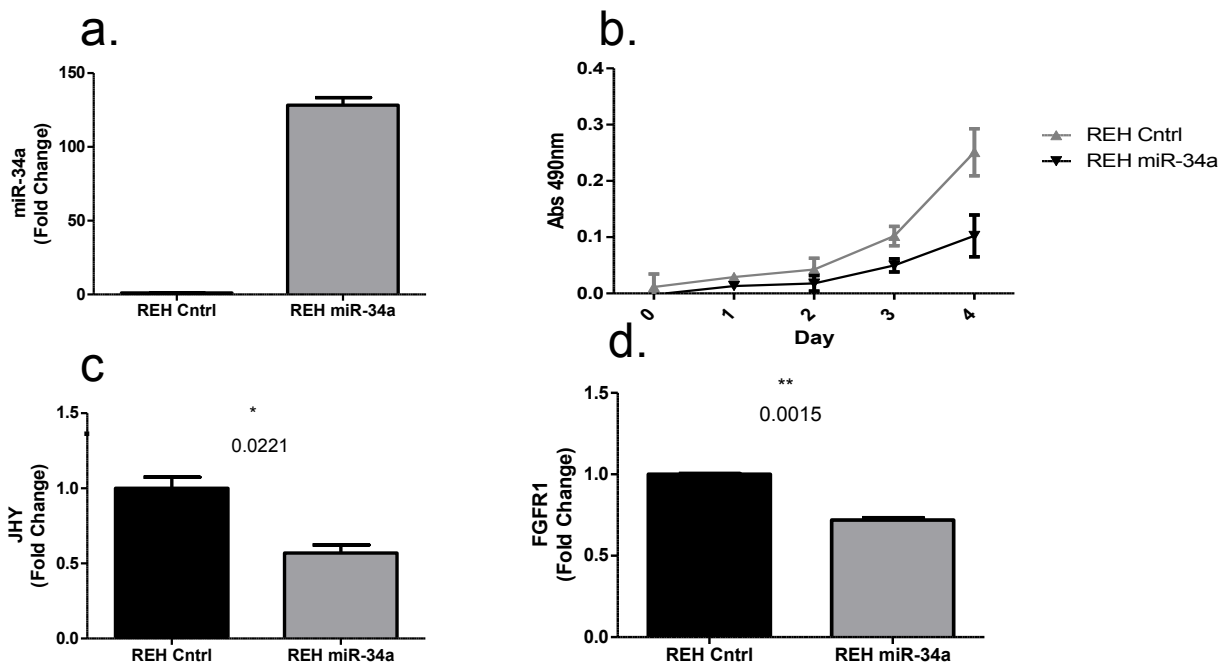 a.
miR-34a
(Fold Change)
150
100
50
0
REH Cntrl
REH miR-34a
b.
Abs 490nm
0.4
0.3
0.2
0.1
0.0
0
1
2
3
4
Day
REH Cntrl
REH miR-34a
c
JHY
(Fold Change)
1.5
1.0
0.5
0.0
*
0.0221
REH Cntrl
REH miR-34a
d.
FGFR1
(Fold Change)
1.5
1.0
0.5
0.0
**
0.0015
REH Cntrl
REH miR-34a